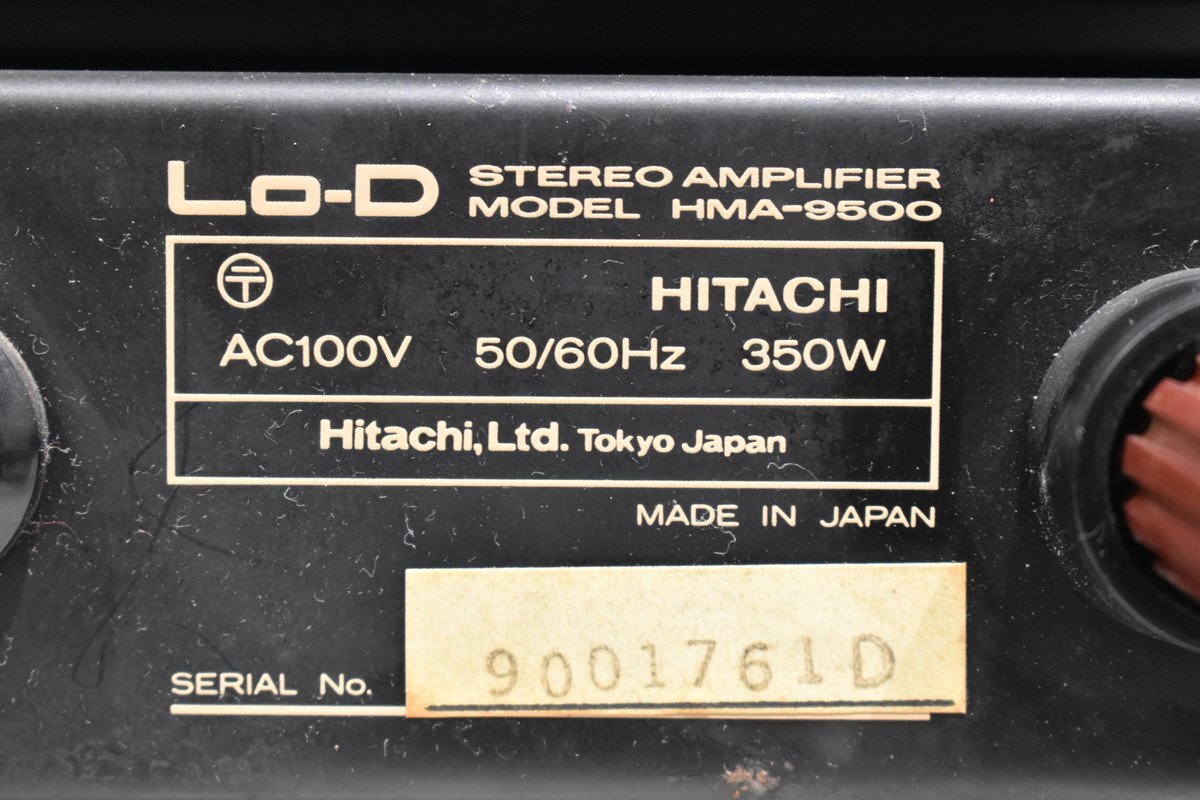 Lo-D STEREO AMPLIFIER
MODEL HMA-9500
HITACHI
AC100V 50/60Hz 350W
Hitachi, Ltd. Tokyo Japan
MADE IN JAPAN
SERIAL No. 9001761D